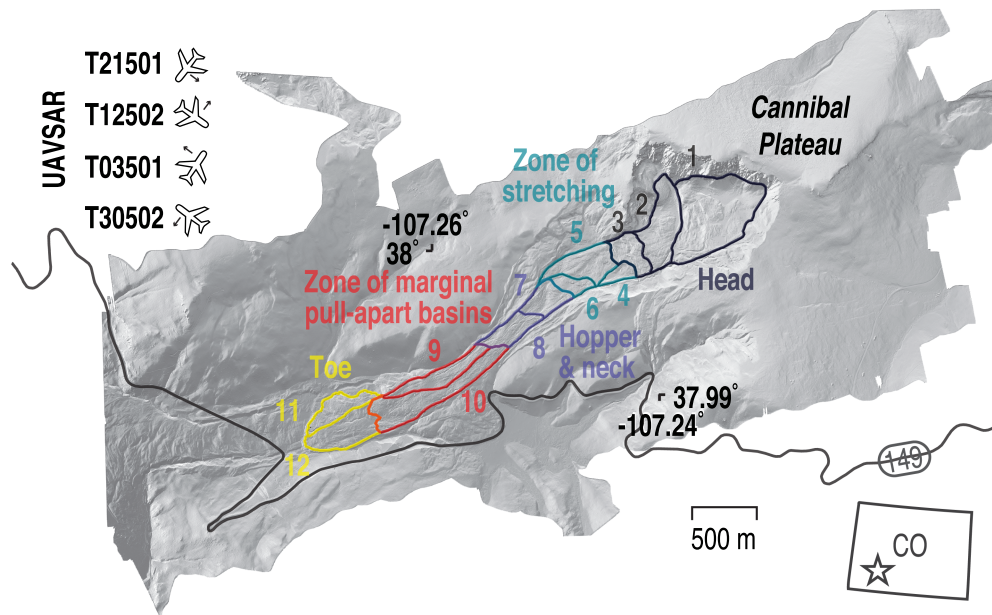 UAVSAR
T21501
T12502
T03501
T30502
Cannibal
Plateau
1
Zone of
stretching
2
3
5
-107.26°
38°
Head
Zone of marginal
pull-apart basins
7
6
4
8
Hopper
& neck
9
Toe
10
37.99°
-107.24°
11
12
149
500 m
CO